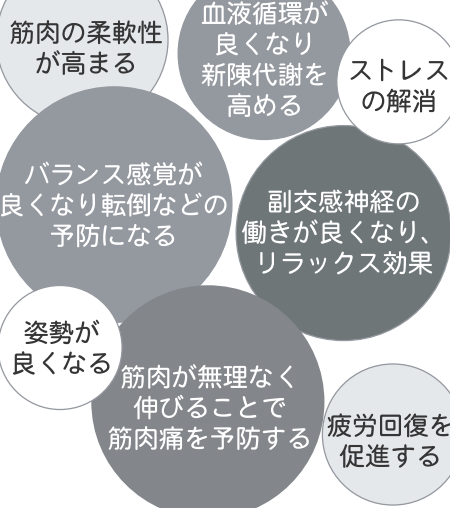 筋肉の柔軟性
が高まる
血液循環が
良くなり
新陳代謝を
高める
ストレス
の解消
バランス感覚が
良くなり転倒などの
予防になる
副交感神経の
働きが良くなり、
リラックス効果
姿勢が
良くなる
筋肉が無理なく
伸びることで
筋肉痛を予防する
疲労回復を
促進する